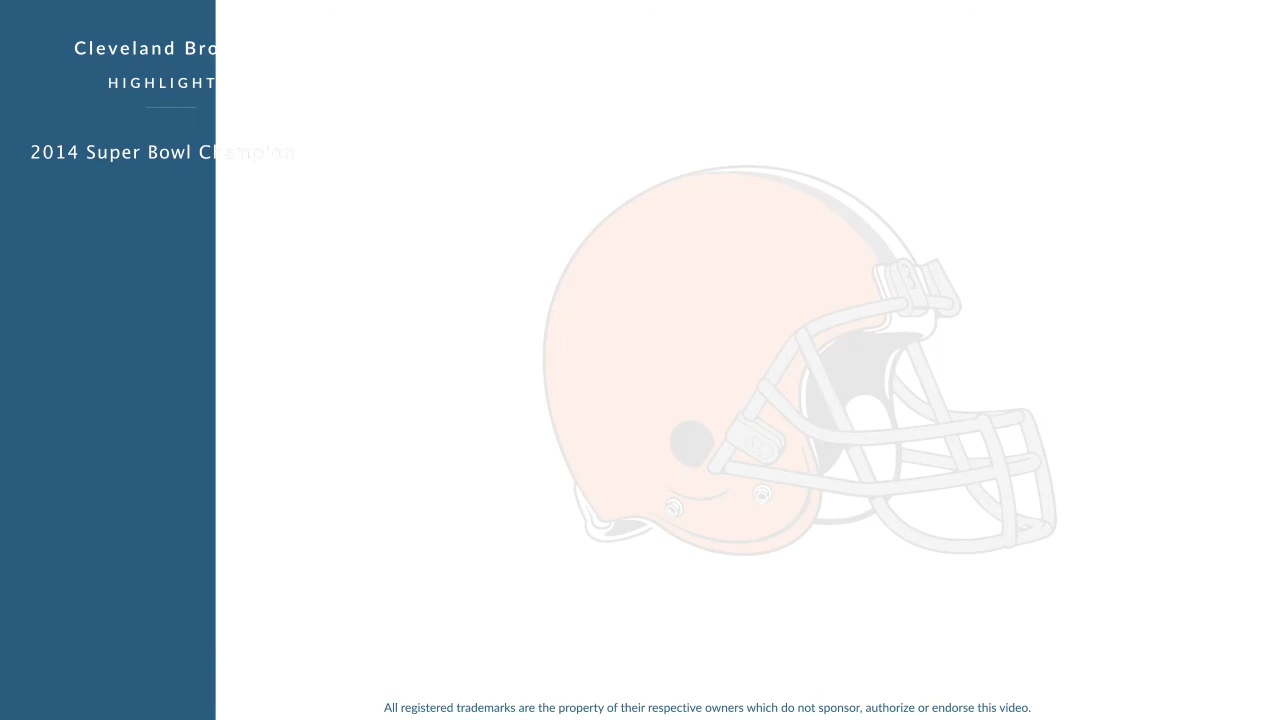 Cleveland Bro
HIGHLIGHT
2014 Super Bowl Champion
All registered trademarks are the property of their respective owners which do not sponsor, authorize or endorse this video.